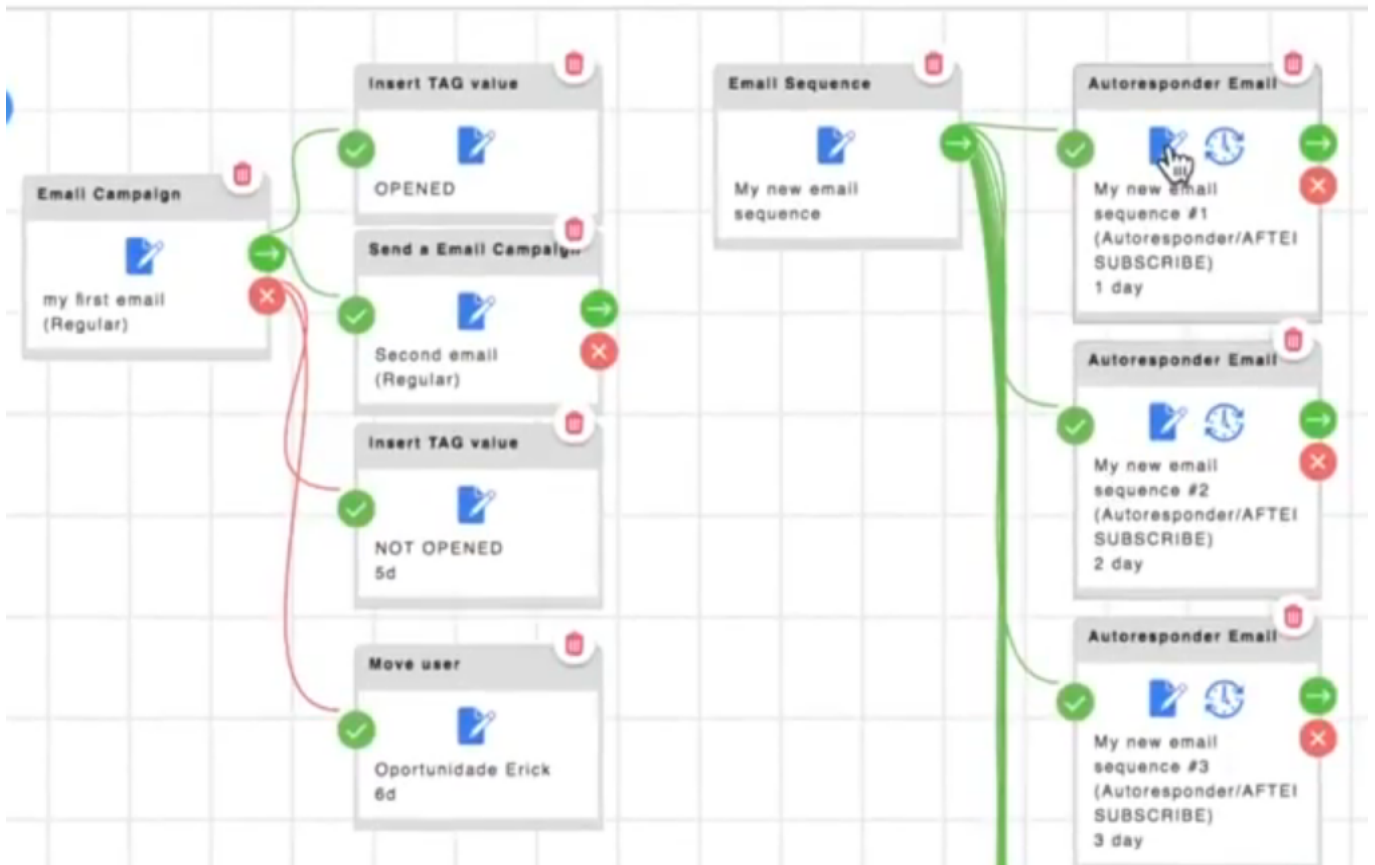 Email Campaign
my first email
(Regular)
Insert TAG value
OPENED
Send a Email Campaign
Second email
(Regular)
Insert TAG value
NOT OPENED
5d
Move user
Oportunidade Erick
6d
Email Sequence
My new email
sequence
Autoresponder Email
My new email
sequence #1
(Autoresponder/AFTEI
SUBSCRIBE)
1 day
Autoresponder Email
My new email
sequence #2
(Autoresponder/AFTEI
SUBSCRIBE)
2 day
Autoresponder Email
My new email
sequence #3
(Autoresponder/AFTEI
SUBSCRIBE)
3 day